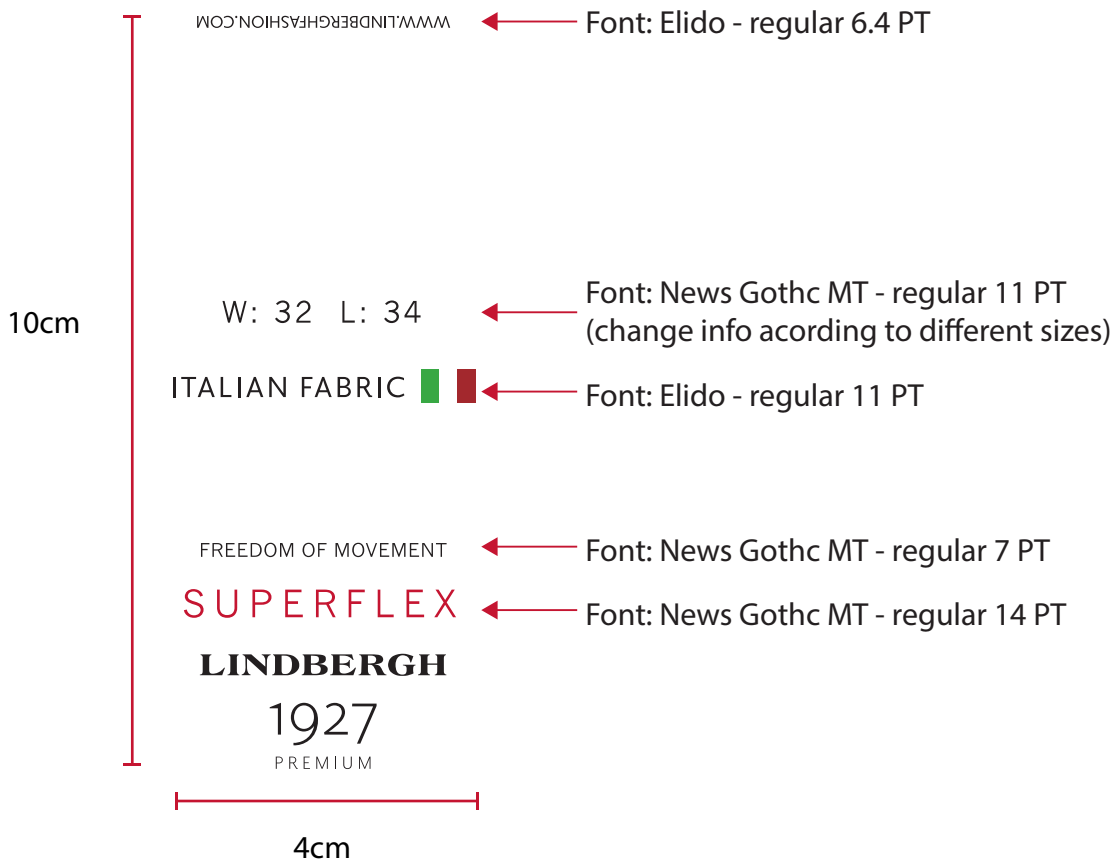 WWW.LINDBERGHFASHION.COM
Font: Elido - regular 6.4 PT
10cm
W: 32 L: 34
Font: News Gothc MT - regular 11 PT
(change info acording to different sizes)
ITALIAN FABRIC
Font: Elido - regular 11 PT
FREEDOM OF MOVEMENT
Font: News Gothc MT - regular 7 PT
SUPERFLEX
Font: News Gothc MT - regular 14 PT
LINDBERGH
1927
PREMIUM
4cm